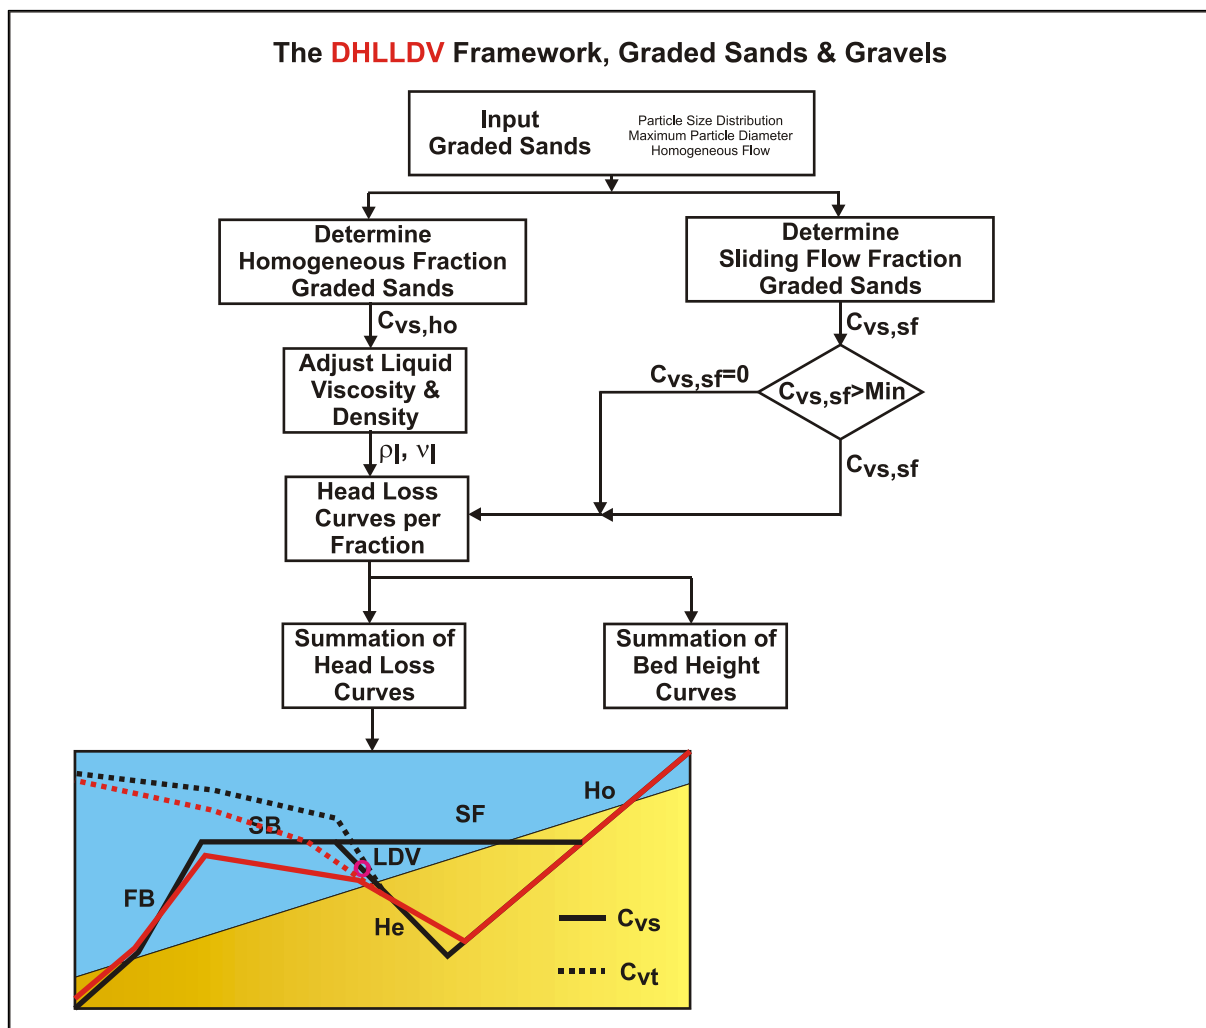 The DHLLDV Framework, Graded Sands & Gravels
Input
Graded Sands
Particle Size Distribution
Maximum Particle Diameter
Homogeneous Flow
Determine
Homogeneous Fraction
Graded Sands
Determine
Sliding Flow Fraction
Graded Sands
Cvs,ho
Cvs,sf
Adjust Liquid
Viscosity &
Density
Cvs,sf=0
Cvs,sf>Min
ρl, νl
Cvs,sf
Head Loss
Curves per
Fraction
Summation of
Head Loss
Curves
Summation of
Bed Height
Curves
Ho
SB
SF
LDV
FB
He
Cvs
Cvt